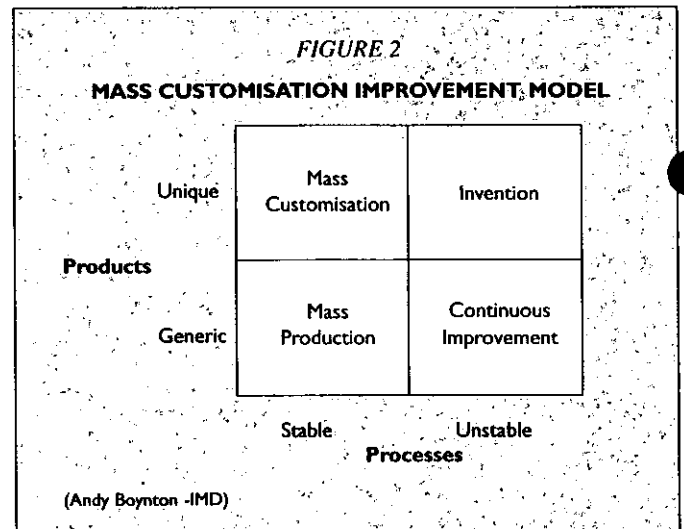 FIGURE 2
MASS CUSTOMISATION IMPROVEMENT MODEL
Unique
Mass
Customisation
Invention
Products
Generic
Mass
Production
Continuous
Improvement
Stable
Unstable
Processes
(Andy Boynton -IMD)